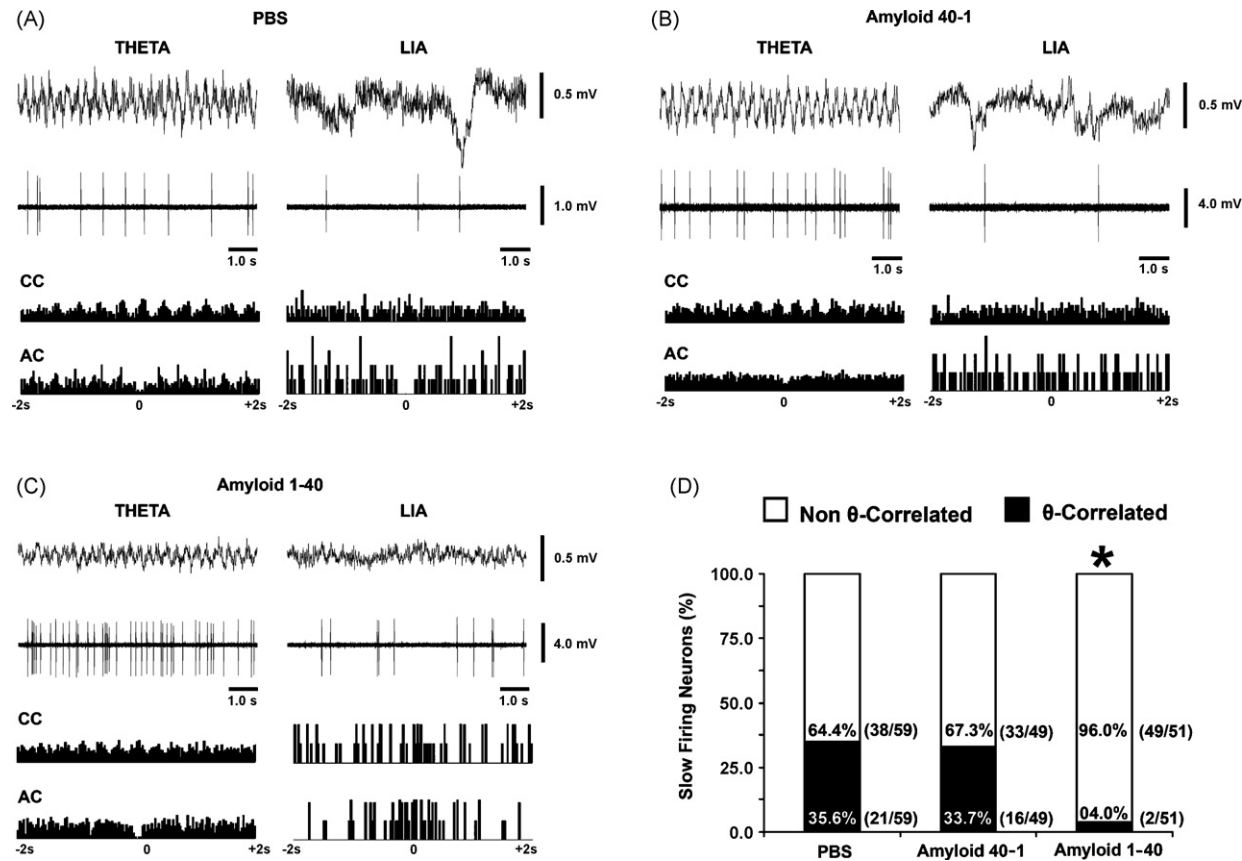 (A)
PBS
THETA LIA
0.5 mV
1.0 mV
1.0 s 1.0 s
CC
AC
-2s 0 +2s -2s 0 +2s
(B)
Amyloid 40-1
THETA LIA
0.5 mV
4.0 mV
1.0 s 1.0 s
CC
AC
-2s 0 +2s -2s 0 +2s
(C)
Amyloid 1-40
THETA LIA
0.5 mV
4.0 mV
1.0 s 1.0 s
CC
AC
-2s 0 +2s -2s 0 +2s
(D)
Non θ-Correlated θ-Correlated
*
Slow Firing Neurons (%)
100.0
75.0
50.0
25.0
0.0
64.4% (38/59) 67.3% (33/49) 96.0% (49/51)
35.6% (21/59) 33.7% (16/49) 04.0% (2/51)
PBS Amyloid 40-1 Amyloid 1-40